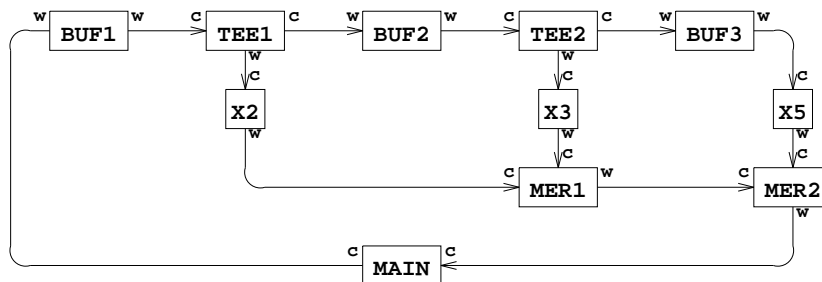 W BUF1 W C TEE1 C W BUF2 W C TEE2 C W BUF3 W
W W
C C C
X2 X3 X5
W W W
C C
C MER1 W C MER2
W
C MAIN C